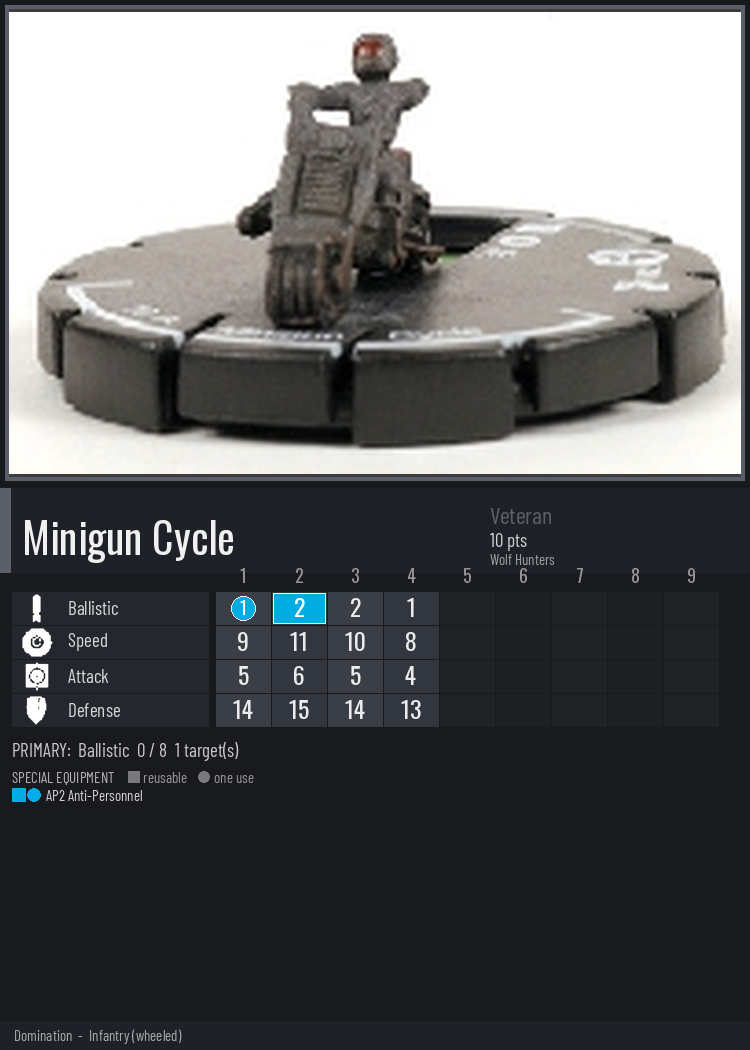 Cycle
Minigun Cycle
Veteran
10 pts
Wolf Hunters
1 2 3 4 5 6 7 8 9
Ballistic 1 2 2 1
Speed 9 11 10 8
Attack 5 6 5 4
Defense 14 15 14 13
PRIMARY: Ballistic 0 / 8 1 target(s)
SPECIAL EQUIPMENT reusable one use
AP2 Anti-Personnel
Domination - Infantry (wheeled)